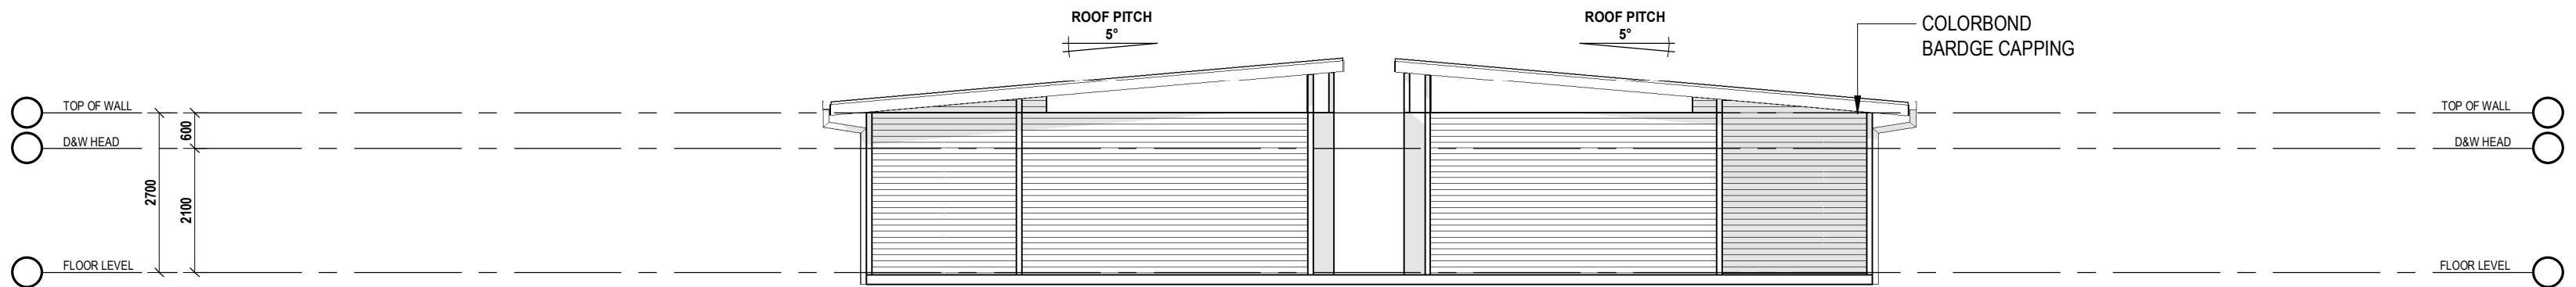 ROOF PITCH
5°
ROOF PITCH
5°
COLORBOND
BARDGE CAPPING
TOP OF WALL
TOP OF WALL
600
D&W HEAD
D&W HEAD
2700
2100
FLOOR LEVEL
FLOOR LEVEL